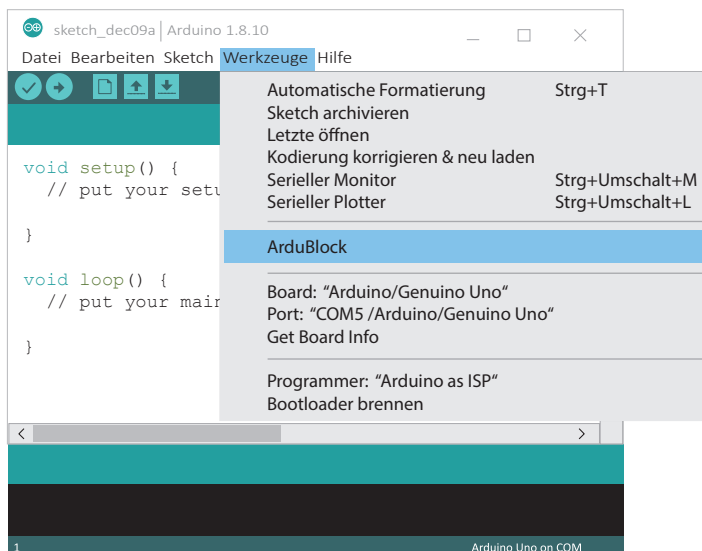 sketch_dec09a | Arduino 1.8.10
Datei Bearbeiten Sketch Werkzeuge Hilfe
Automatische Formatierung Strg+T
Sketch archivieren
Letzte öffnen
Kodierung korrigieren & neu laden
Serieller Monitor Strg+Umschalt+M
Serieller Plotter Strg+Umschalt+L
ArduBlock
Board: “Arduino/Genuino Uno“
Port: “COM5 /Arduino/Genuino Uno“
Get Board Info
Programmer: “Arduino as ISP“
Bootloader brennen
void setup() {
// put your setu
}
void loop() {
// put your main
}
1 Arduino Uno on COM